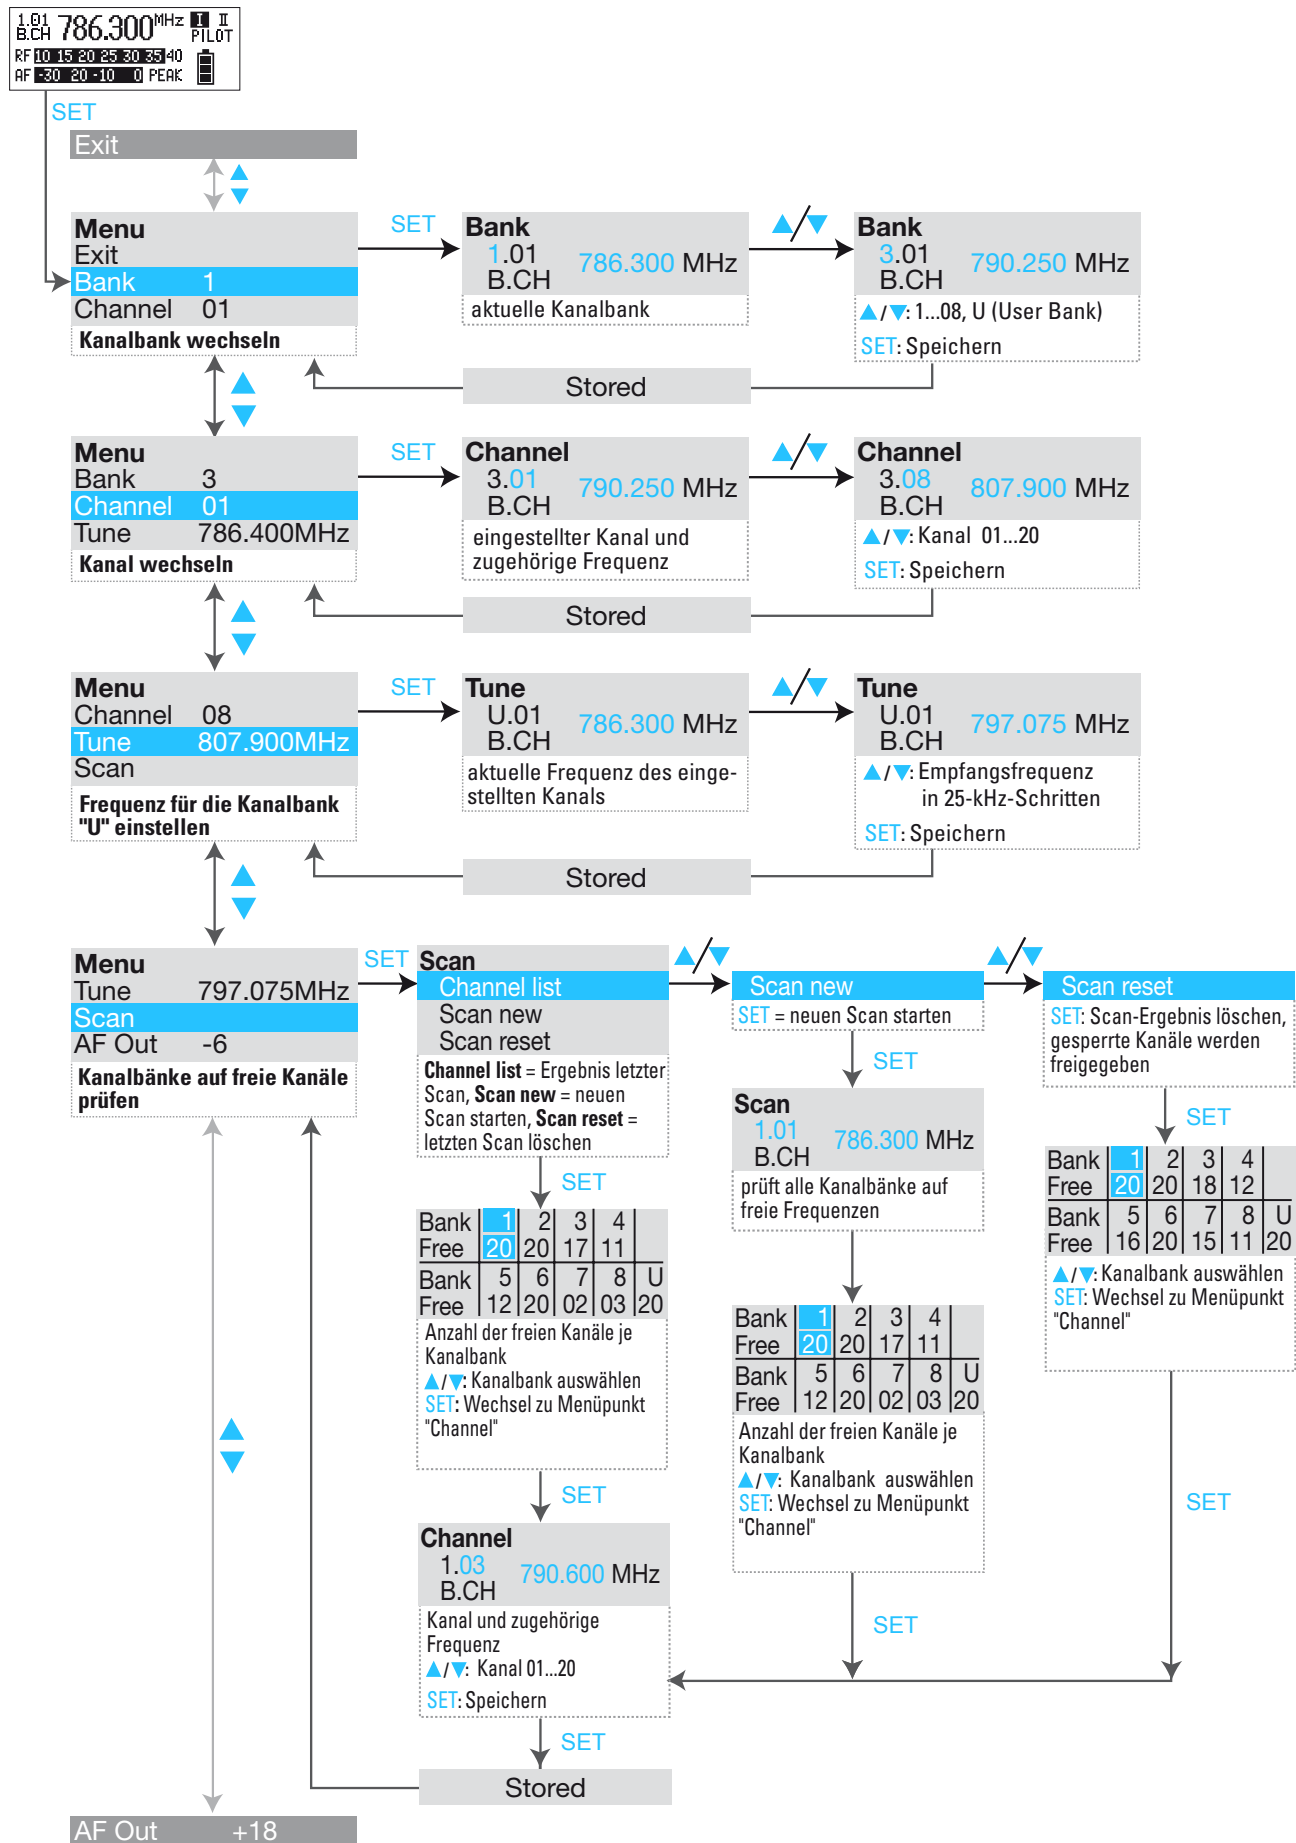 1.01 786.300 MHz I II
B.CH PILOT
RF 10 15 20 25 30 35 40
AF -30 20 -10 0 PEAK
SET
Exit
Menu
Exit
Bank 1
Channel 01
Kanalbank wechseln
SET
Bank
1.01
786.300 MHz
B.CH
aktuelle Kanalbank
▲/▼
Bank
3.01
790.250 MHz
B.CH
▲/▼: 1...08, U (User Bank)
SET: Speichern
Stored
Menu
Bank 3
Channel 01
Tune 786.400MHz
Kanal wechseln
SET
Channel
3.01
790.250 MHz
B.CH
eingestellter Kanal und
zugehörige Frequenz
▲/▼
Channel
3.08
807.900 MHz
B.CH
▲/▼: Kanal 01...20
SET: Speichern
Stored
Menu
Channel 08
Tune 807.900MHz
Scan
Frequenz für die Kanalbank
"U" einstellen
SET
Tune
U.01
786.300 MHz
B.CH
aktuelle Frequenz des einge-
stellten Kanals
▲/▼
Tune
U.01
797.075 MHz
B.CH
▲/▼: Empfangsfrequenz
in 25-kHz-Schritten
SET: Speichern
Stored
Menu
Tune 797.075MHz
Scan
AF Out -6
Kanalbänke auf freie Kanäle
prüfen
SET
Scan
Channel list
Scan new
Scan reset
Channel list = Ergebnis letzter
Scan, Scan new = neuen
Scan starten, Scan reset =
letzten Scan löschen
SET
Bank 1 2 3 4
Free 20 20 17 11
Bank 5 6 7 8 U
Free 12 20 02 03 20
Anzahl der freien Kanäle je
Kanalbank
▲/▼: Kanalbank auswählen
SET: Wechsel zu Menüpunkt
"Channel"
SET
Channel
1.03
790.600 MHz
B.CH
Kanal und zugehörige
Frequenz
▲/▼: Kanal 01...20
SET: Speichern
SET
Stored
▲/▼
Scan new
SET = neuen Scan starten
SET
Scan
1.01
786.300 MHz
B.CH
prüft alle Kanalbänke auf
freie Frequenzen
Bank 1 2 3 4
Free 20 20 17 11
Bank 5 6 7 8 U
Free 12 20 02 03 20
Anzahl der freien Kanäle je
Kanalbank
▲/▼: Kanalbank auswählen
SET: Wechsel zu Menüpunkt
"Channel"
SET
▲/▼
Scan reset
SET: Scan-Ergebnis löschen,
gesperrte Kanäle werden
freigegeben
SET
Bank 1 2 3 4
Free 20 20 18 12
Bank 5 6 7 8 U
Free 16 20 15 11 20
▲/▼: Kanalbank auswählen
SET: Wechsel zu Menüpunkt
"Channel"
SET
AF Out +18